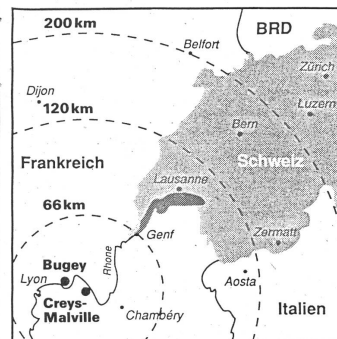 200 km
BRD
Belfort
Zürich
Dijon
Luzern
120 km
Bern
Frankreich
Schweiz
Lausanne
66 km
Genf
Zermatt
Rhone
Bugey
Aosta
Lyon
Creys-
Malville
Chambéry
Italien